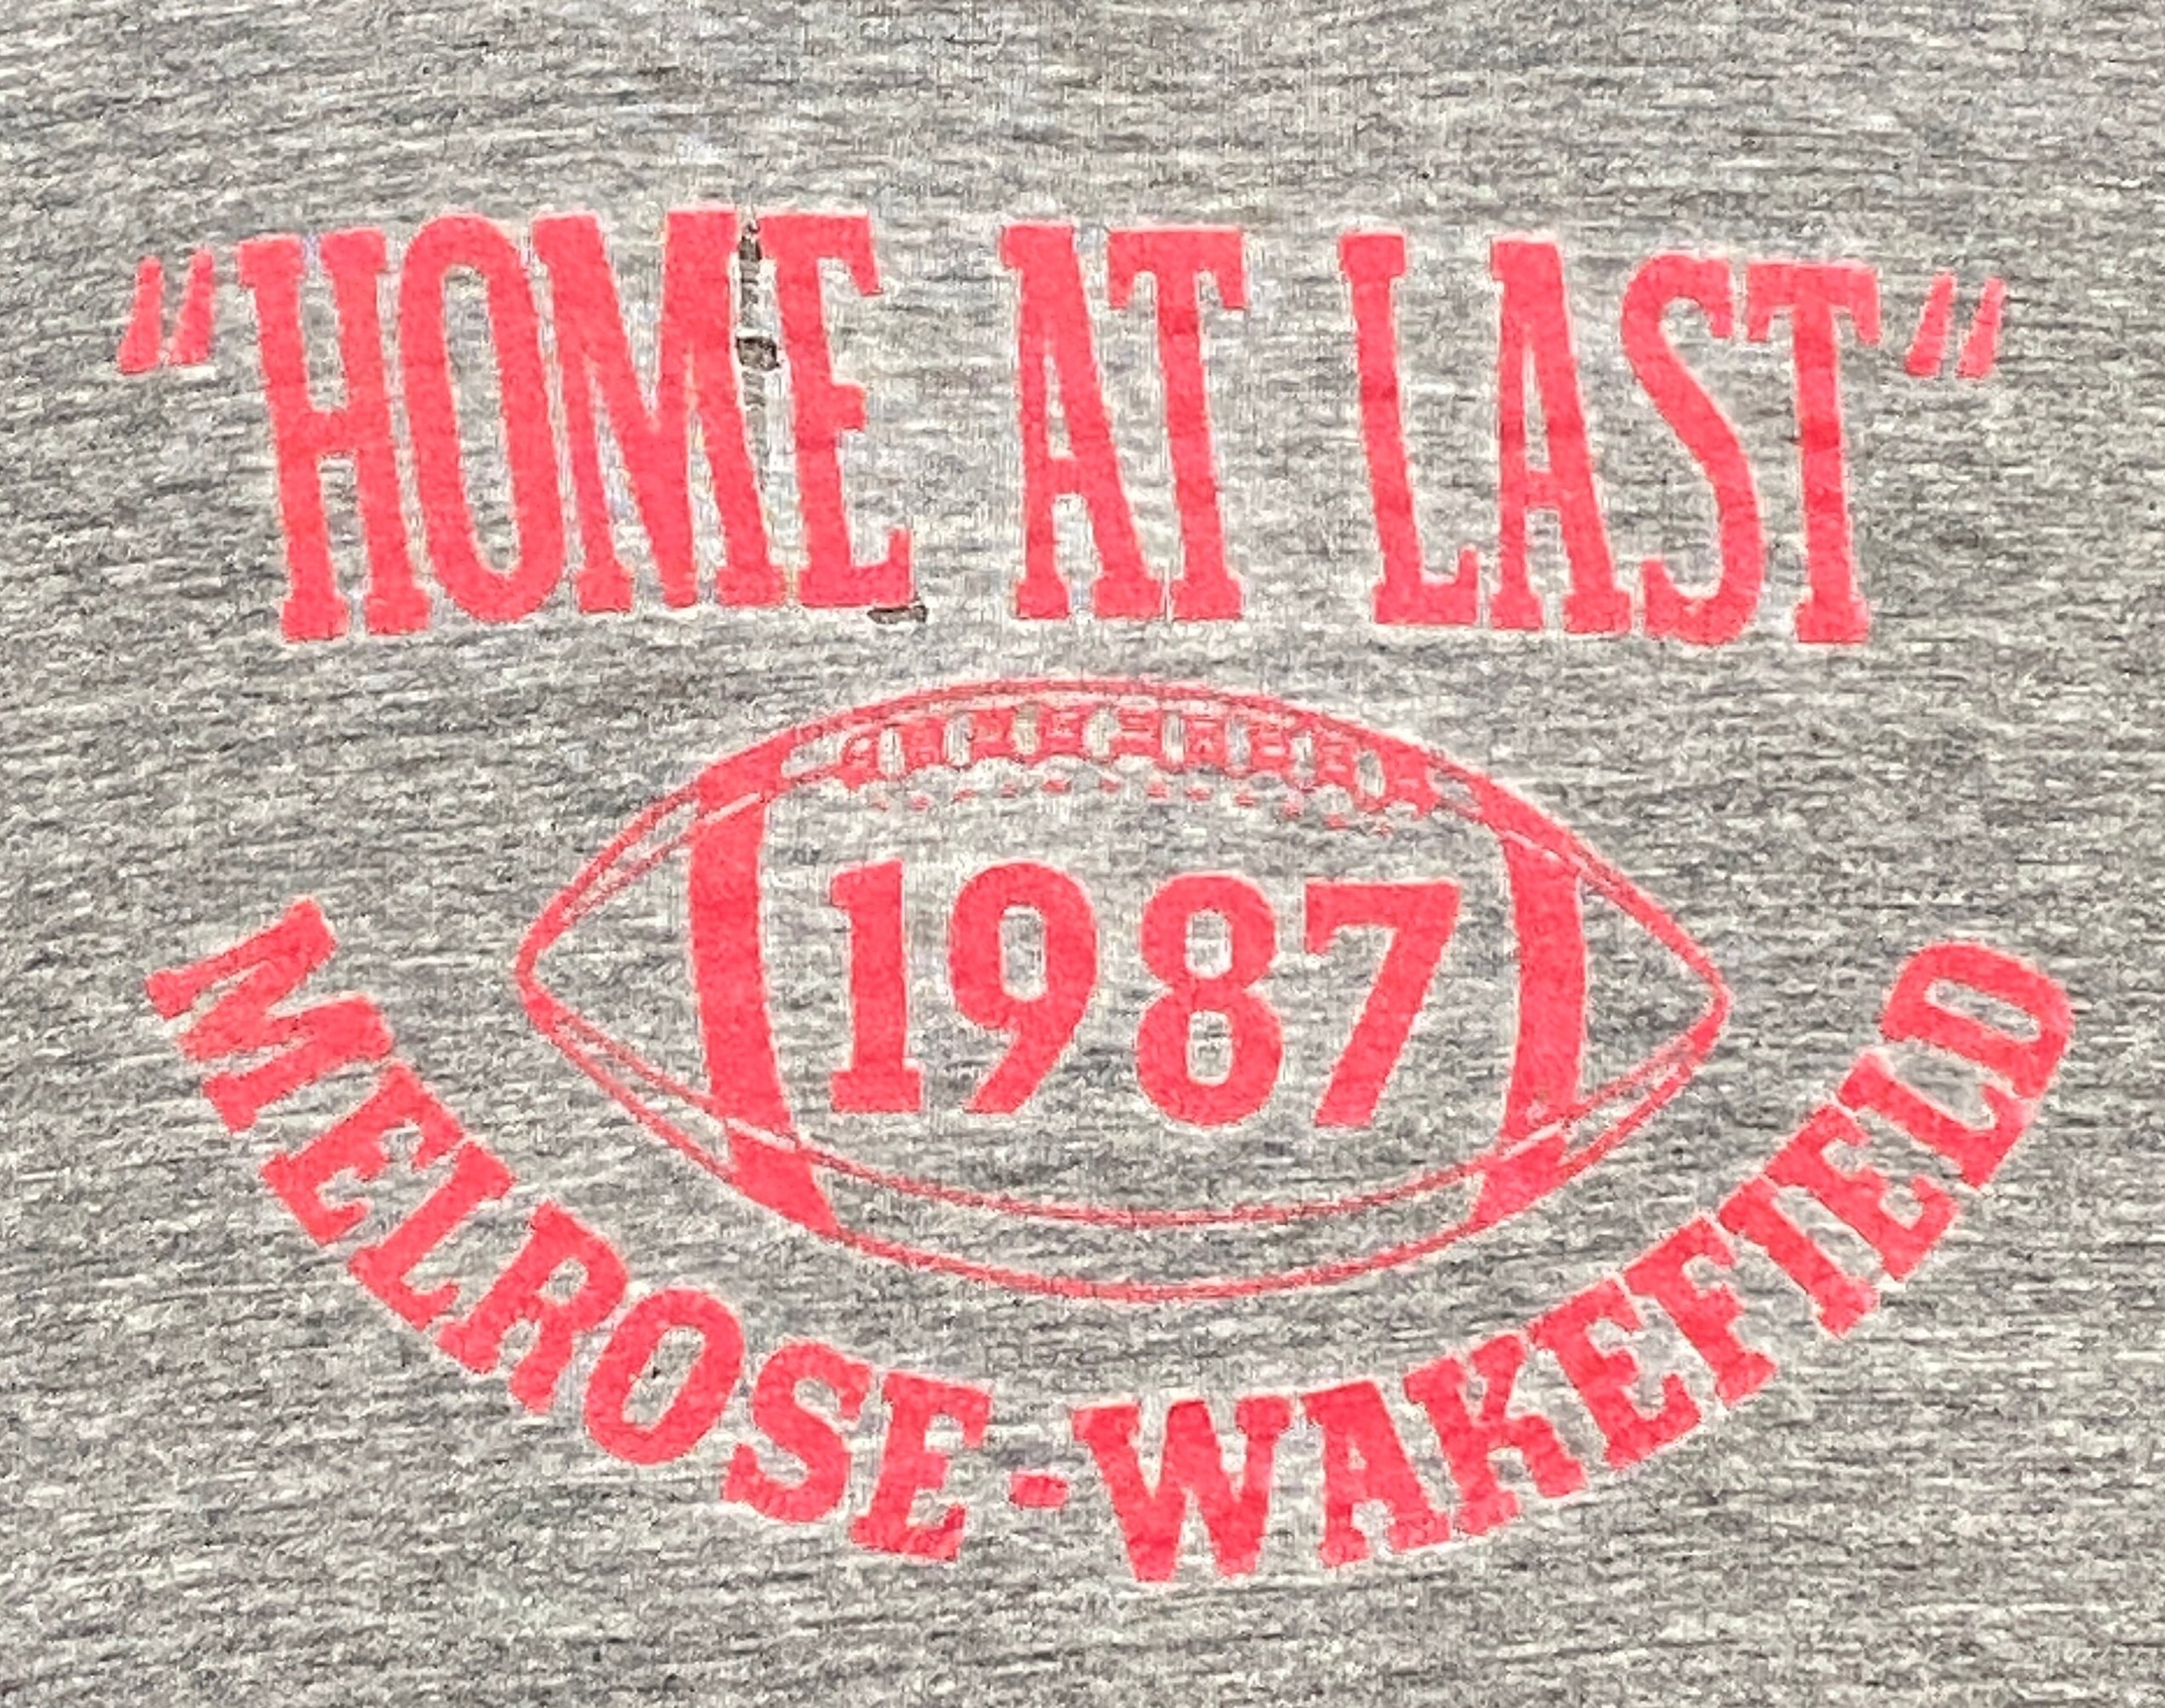 "HOME AT LAST"
1987
MELROSE-WAKEFIELD